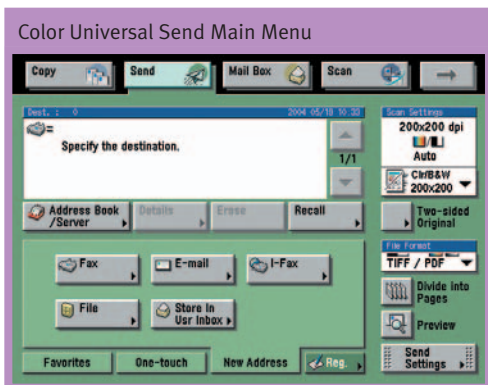 Color Universal Send Main Menu
Copy Send Mail Box Scan
Dest. : 0 2004 05/18 10:33
Specify the destination.
1/1
Address Book
/Server
Details
Erase
Recall
Scan Settings
200x200 dpi
Auto
Clr/B&W
200x200
Two-sided
Original
File Format
TIFF / PDF
Divide into
Pages
Preview
Send
Settings
Fax
E-mail
I-Fax
File
Store In
Usr Inbox
Favorites
One-touch
New Address
Reg.